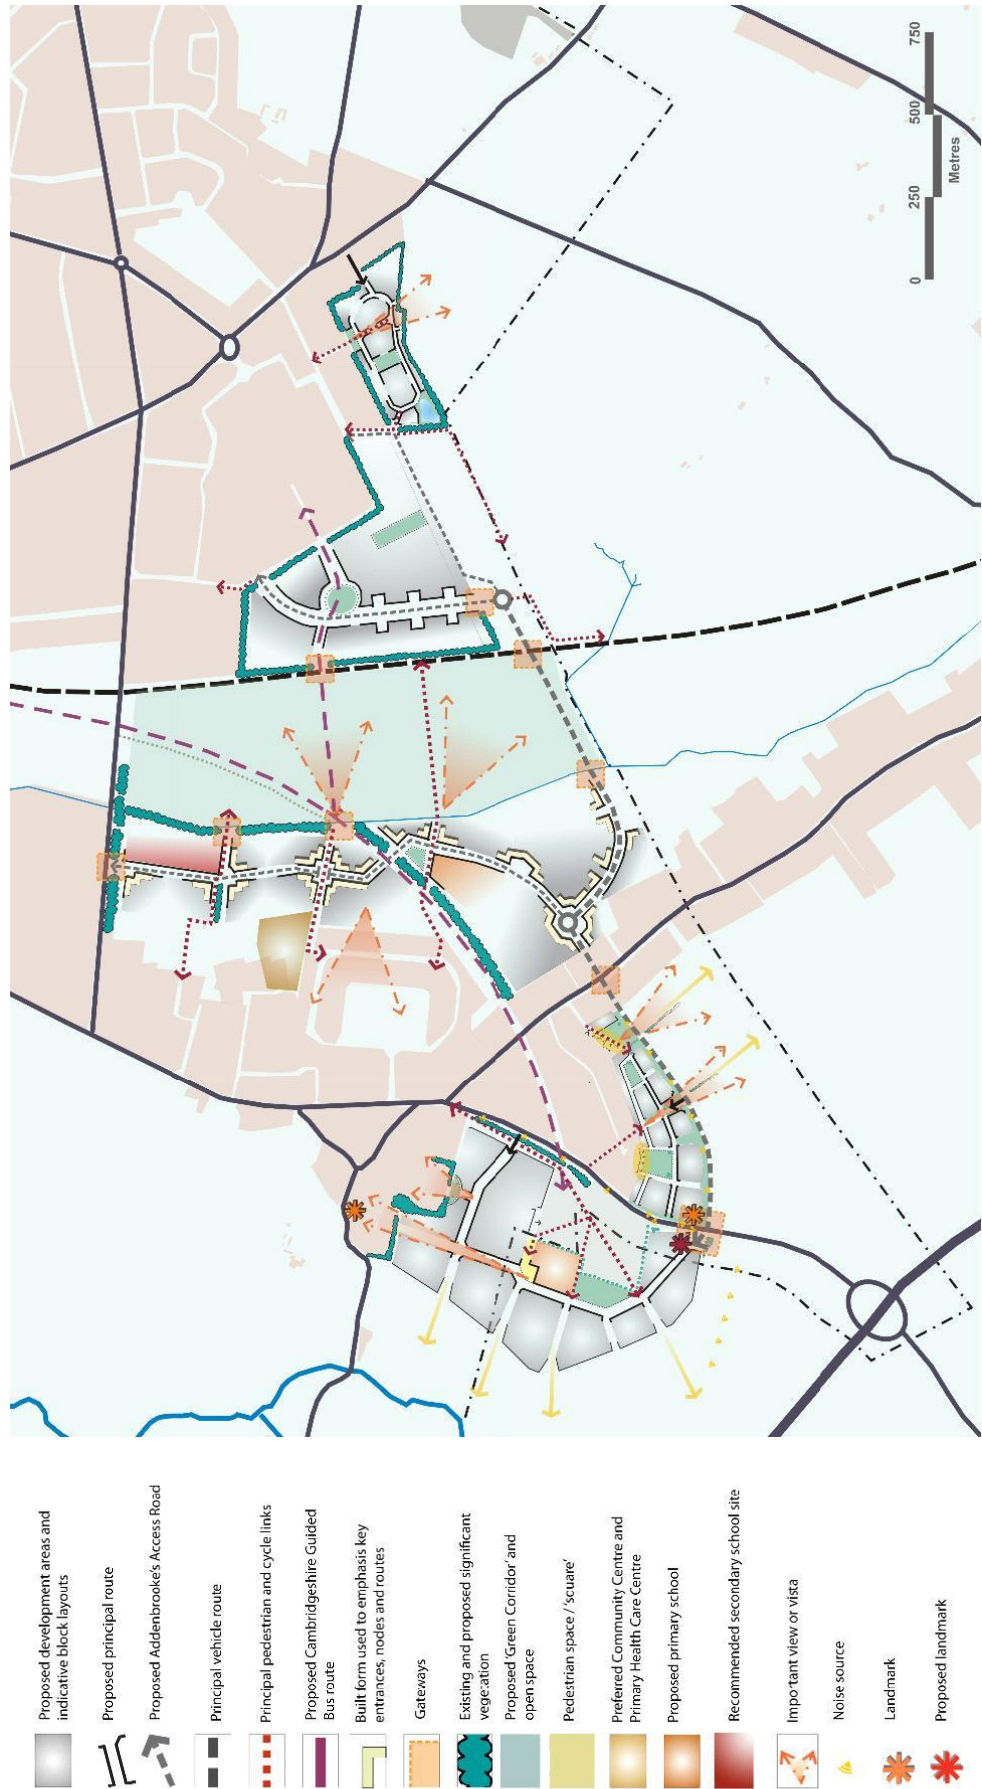 Proposed development areas and
indicative block layouts
Proposed principal route
Proposed Addenbrooke's Access Road
Principal vehicle route
Principal pedestrian and cycle links
Proposed Cambridgeshire Guided
Bus route
Built form used to emphasis key
entrances, nodes and routes
Gateways
Existing and proposed significant
vegetation
Proposed 'Green Corridor' and
open space
Pedestrian space / 'scuare'
Preferred Community Centre and
Primary Health Care Centre
Proposed primary school
Recommended secondary school site
Important view or vista
Noise source
Landmark
Proposed landmark
0
250
500
750
Metres